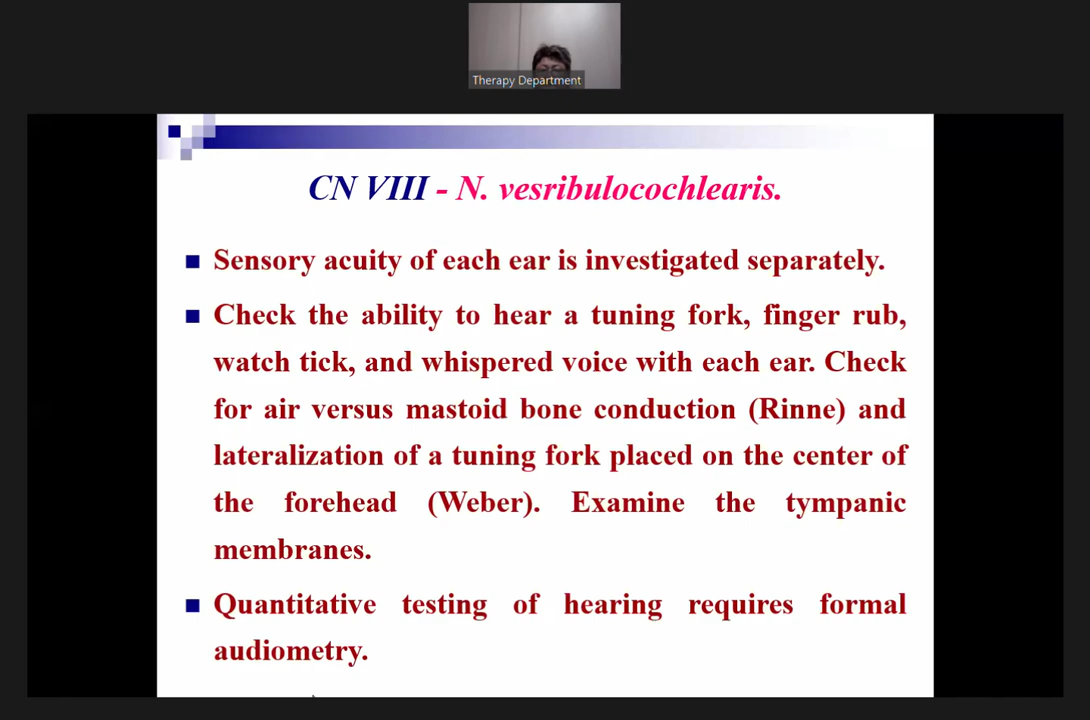 Therapy Department
CN VIII - N. vesribulocochlearis.
Sensory acuity of each ear is investigated separately.
Check the ability to hear a tuning fork, finger rub,
watch tick, and whispered voice with each ear. Check
for air versus mastoid bone conduction (Rinne) and
lateralization of a tuning fork placed on the center of
the forehead (Weber). Examine the tympanic
membranes.
Quantitative testing of hearing requires formal
audiometry.